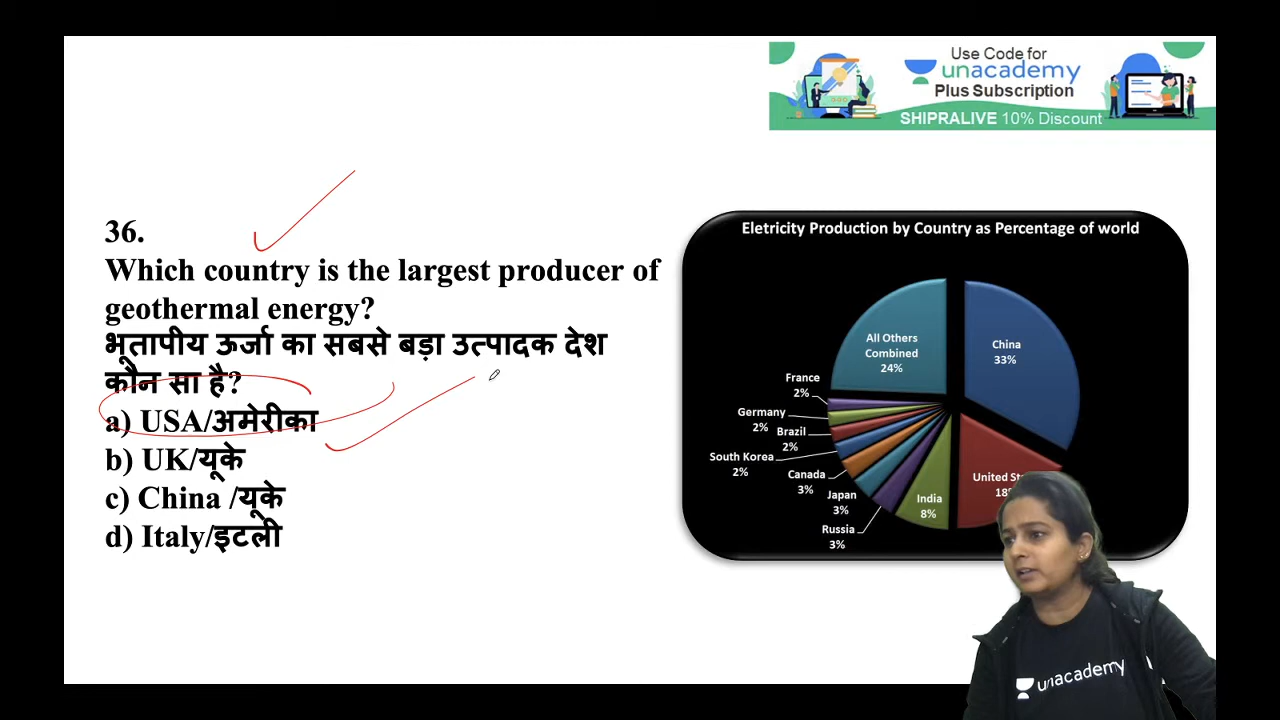 Use Code for
unacademy
Plus Subscription
SHIPRALIVE 10% Discount
36.
Which country is the largest producer of
geothermal energy?
भूतापीय ऊर्जा का सबसे बड़ा उत्पादक देश
कौन सा है?
a) USA/अमेरीका
b) UK/यूके
c) China /यूके
d) Italy/इटली
Eletricity Production by Country as Percentage of world
All Others
Combined
24%
China
33%
France
2%
Germany
2%
Brazil
2%
South Korea
2%
Canada
3%
Japan
3%
Russia
3%
India
8%
United
unacademy